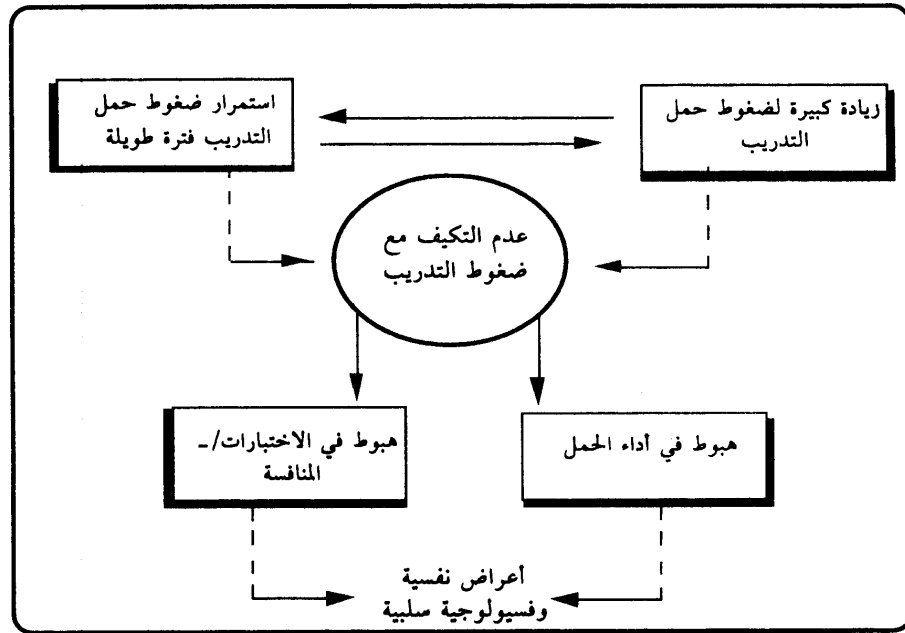 زيادة كبيرة لضغوط حمل
التدريب
استمرار ضغوط حمل
التدريب فترة طويلة
عدم التكيف مع
ضغوط التدريب
هبوط في أداء الحمل
هبوط في الاختبارات/ـ
المنافسة
أعراض نفسية
وفسيولوجية سلبية